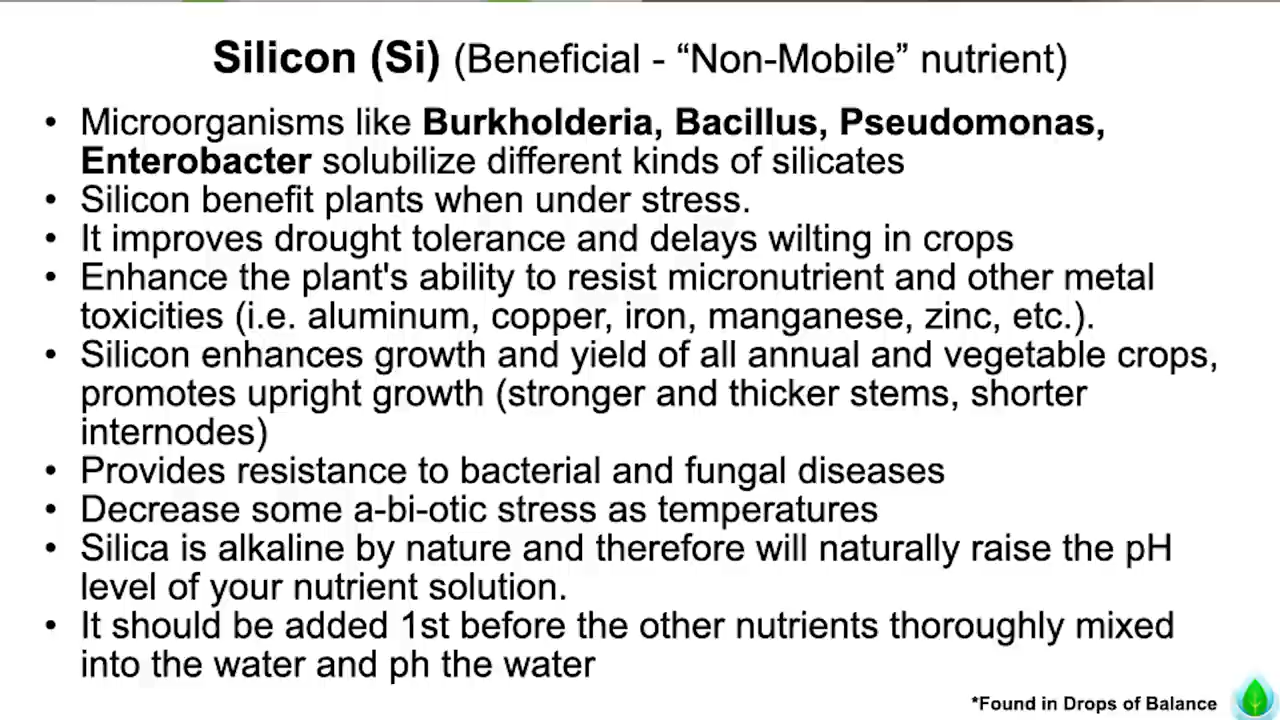 Silicon (Si) (Beneficial - “Non-Mobile” nutrient)
• Microorganisms like Burkholderia, Bacillus, Pseudomonas,
Enterobacter solubilize different kinds of silicates
• Silicon benefit plants when under stress.
• It improves drought tolerance and delays wilting in crops
• Enhance the plant's ability to resist micronutrient and other metal
toxicities (i.e. aluminum, copper, iron, manganese, zinc, etc.).
• Silicon enhances growth and yield of all annual and vegetable crops,
promotes upright growth (stronger and thicker stems, shorter
internodes)
• Provides resistance to bacterial and fungal diseases
• Decrease some a-bi-otic stress as temperatures
• Silica is alkaline by nature and therefore will naturally raise the pH
level of your nutrient solution.
• It should be added 1st before the other nutrients thoroughly mixed
into the water and ph the water
*Found in Drops of Balance